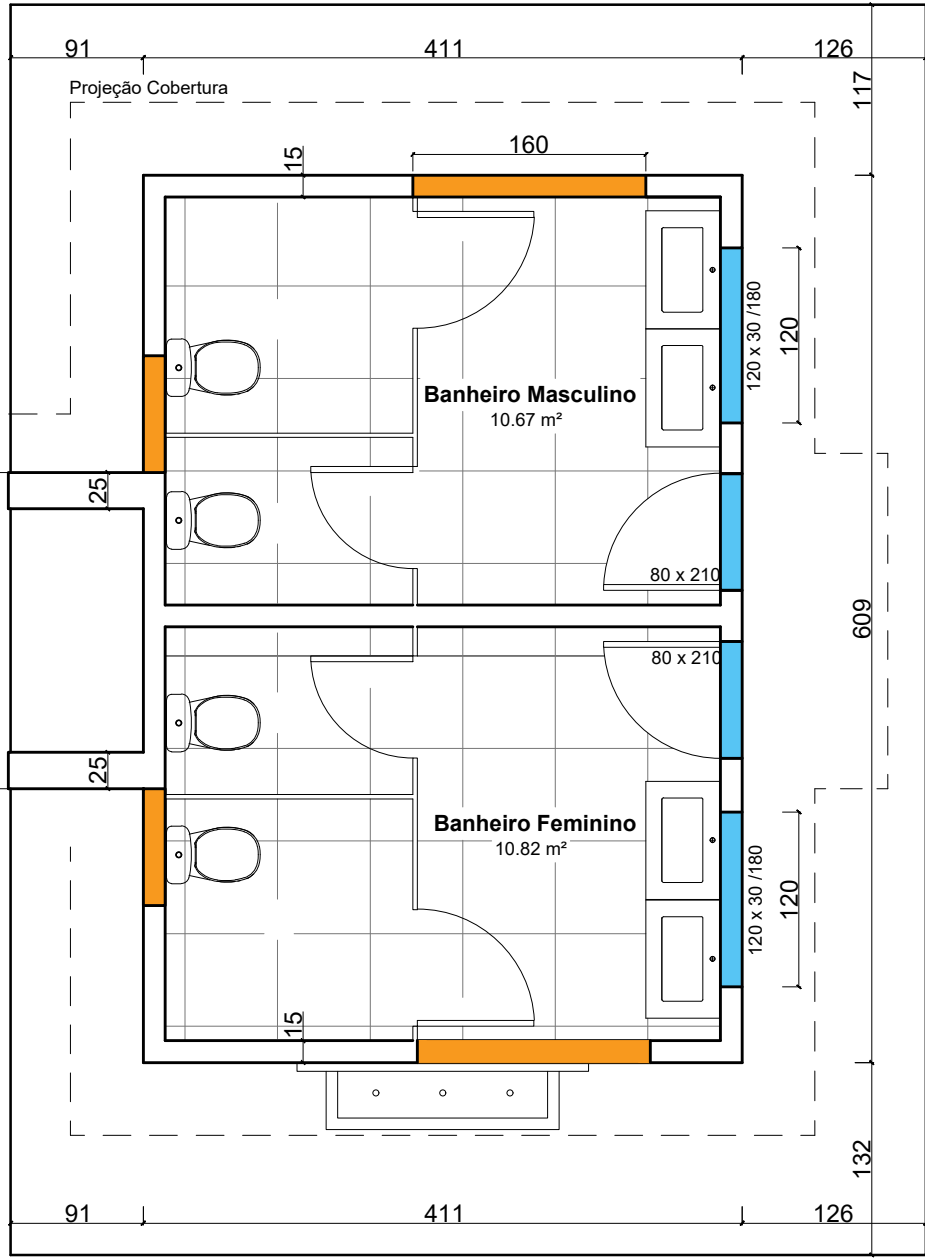 91
411
126
Projeção Cobertura
117
160
15
120 x 30 /180
120
Banheiro Masculino
10.67 m²
25
80 x 210
609
80 x 210
25
Banheiro Feminino
10.82 m²
120 x 30 /180
120
15
132
91
411
126